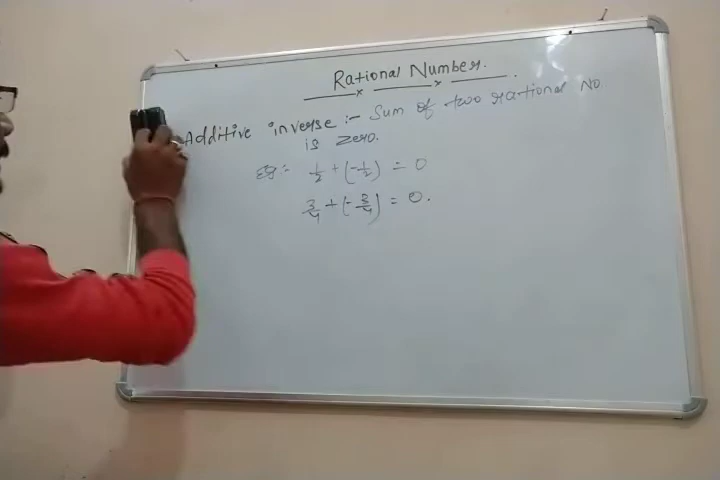 Rational Number.
Additive inverse :- Sum of two rational No
is zero.
Eg:- 1/2 + (-1/2) = 0
3/4 + (-3/4) = 0.